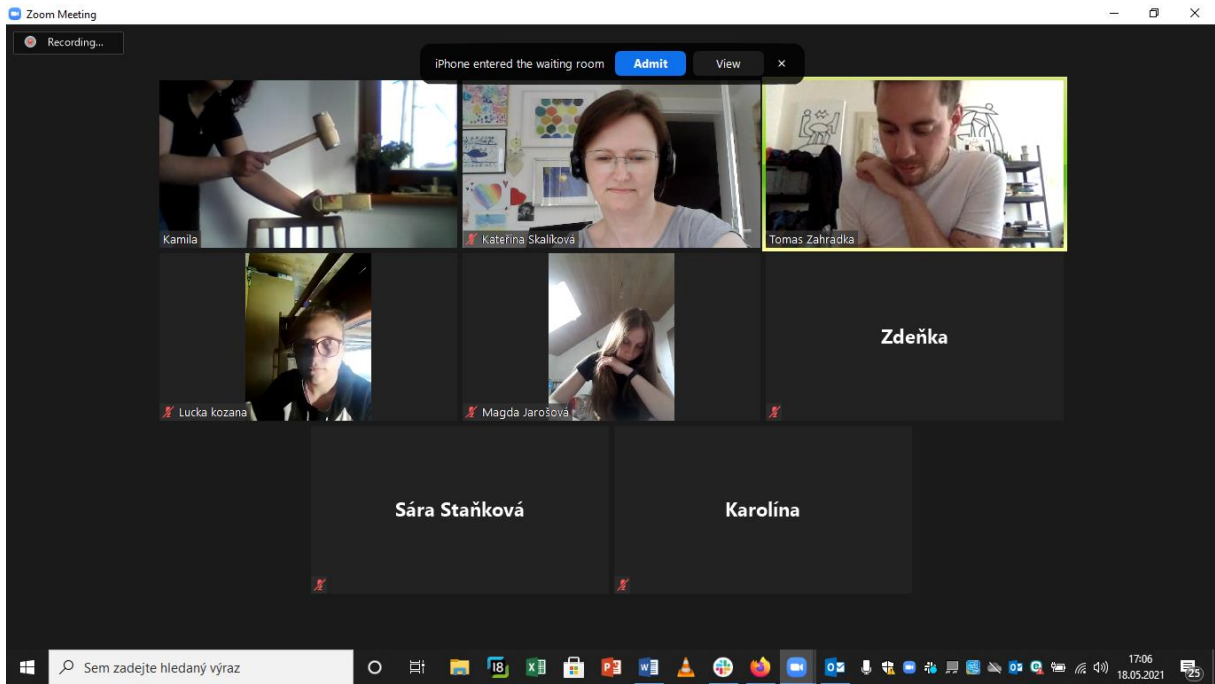 Zoom Meeting
Recording...
iPhone entered the waiting room Admit View
Kamila
Kateřina Skalíková
Tomas Zahradka
Lucka kozana
Magda Jarošová
Zdeňka
Sára Staňková
Karolína
Sem zadejte hledaný výraz
17:06
18.05.2021
25